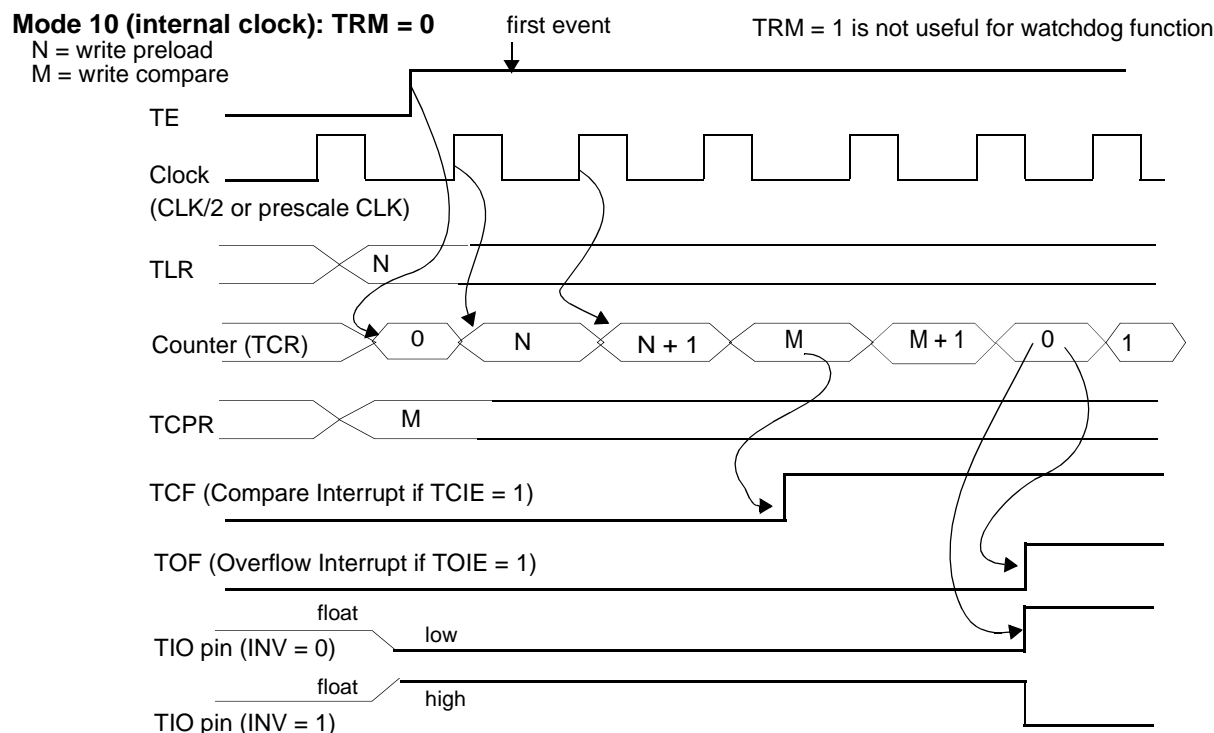 Mode 10 (internal clock): TRM = 0
first event
TRM = 1 is not useful for watchdog function
N = write preload
M = write compare
TE
Clock
(CLK/2 or prescale CLK)
TLR
N
Counter (TCR)
0
N
N + 1
M
M + 1
0
1
TCPR
M
TCF (Compare Interrupt if TCIE = 1)
TOF (Overflow Interrupt if TOIE = 1)
float
TIO pin (INV = 0)
low
float
TIO pin (INV = 1)
high